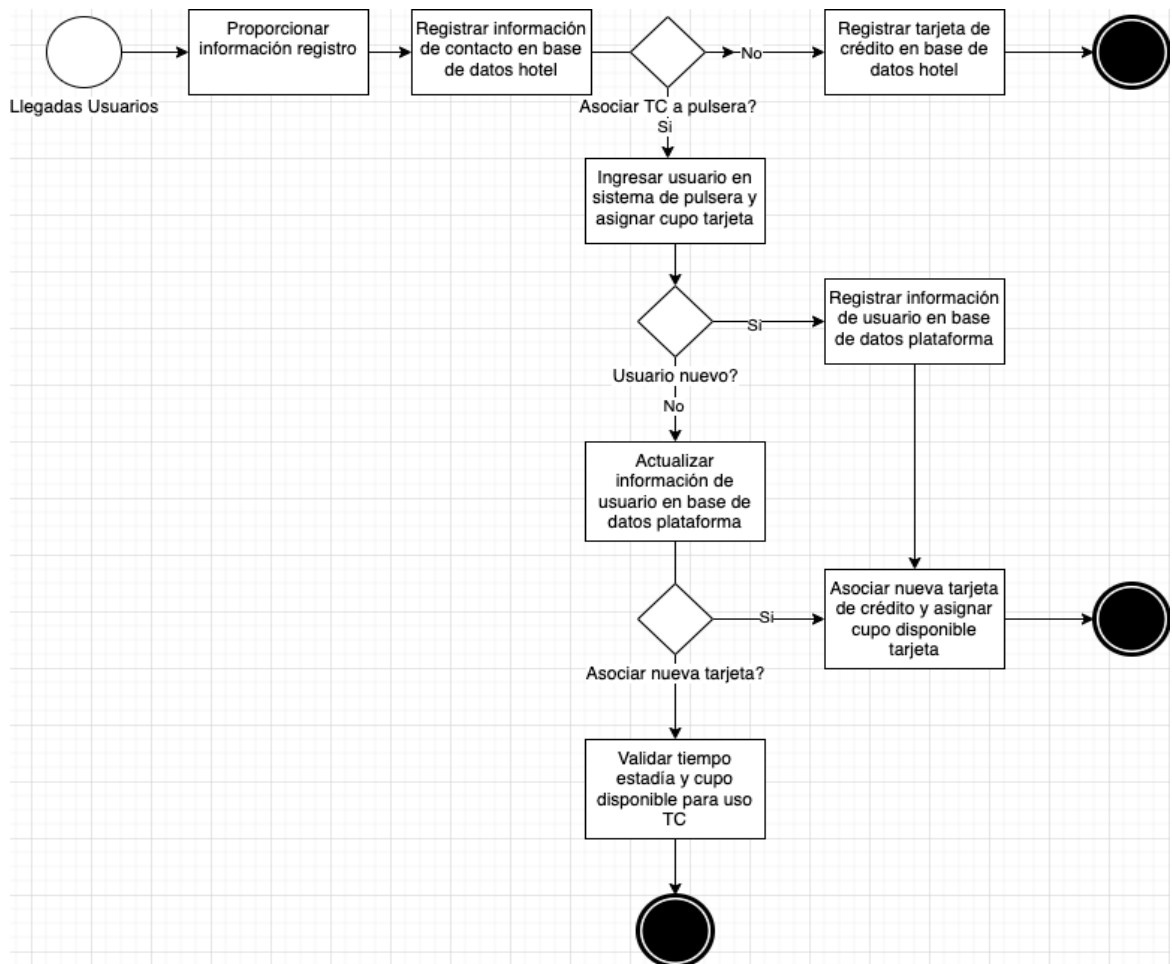 Proporcionar
información registro
Registrar información
de contacto en base
de datos hotel
No
Registrar tarjeta de
crédito en base de
datos hotel
Llegadas Usuarios
Asociar TC a pulsera?
Si
Ingresar usuario en
sistema de pulsera y
asignar cupo tarjeta
Si
Registrar información
de usuario en base
de datos plataforma
Usuario nuevo?
No
Actualizar
información de
usuario en base de
datos plataforma
Si
Asociar nueva tarjeta
de crédito y asignar
cupo disponible
tarjeta
Asociar nueva tarjeta?
Validar tiempo
estadía y cupo
disponible para uso
TC